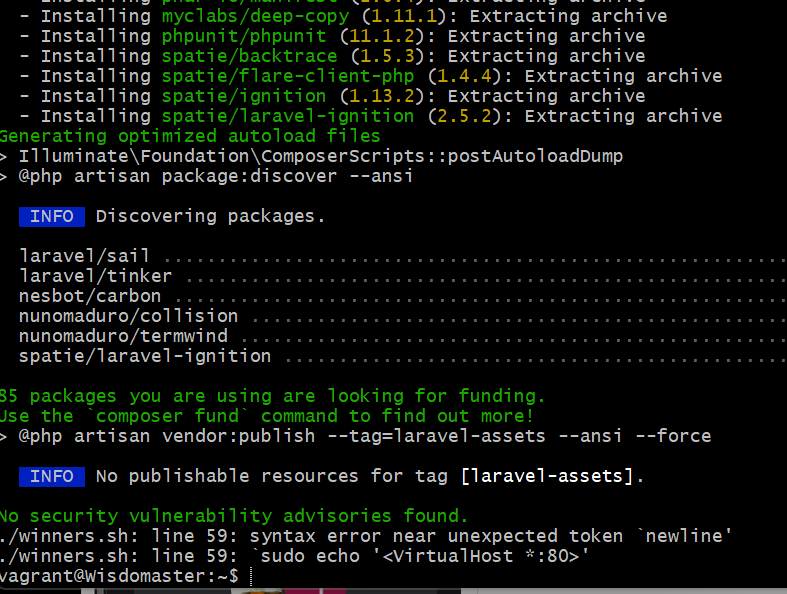 - Installing myclabs/deep-copy (1.11.1): Extracting archive
- Installing phpunit/phpunit (11.1.2): Extracting archive
- Installing spatie/backtrace (1.5.3): Extracting archive
- Installing spatie/flare-client-php (1.4.4): Extracting archive
- Installing spatie/ignition (1.13.2): Extracting archive
- Installing spatie/laravel-ignition (2.5.2): Extracting archive
Generating optimized autoload files
> Illuminate\Foundation\ComposerScripts::postAutoloadDump
> @php artisan package:discover --ansi
INFO Discovering packages.
laravel/sail ........................................................
laravel/tinker ......................................................
nesbot/carbon .......................................................
nunomaduro/collision ................................................
nunomaduro/termwind .................................................
spatie/laravel-ignition .............................................
85 packages you are using are looking for funding.
Use the `composer fund` command to find out more!
> @php artisan vendor:publish --tag=laravel-assets --ansi --force
INFO No publishable resources for tag [laravel-assets].
No security vulnerability advisories found.
./winners.sh: line 59: syntax error near unexpected token `newline'
./winners.sh: line 59: `sudo echo '<VirtualHost *:80>'
vagrant@Wisdomaster:~$